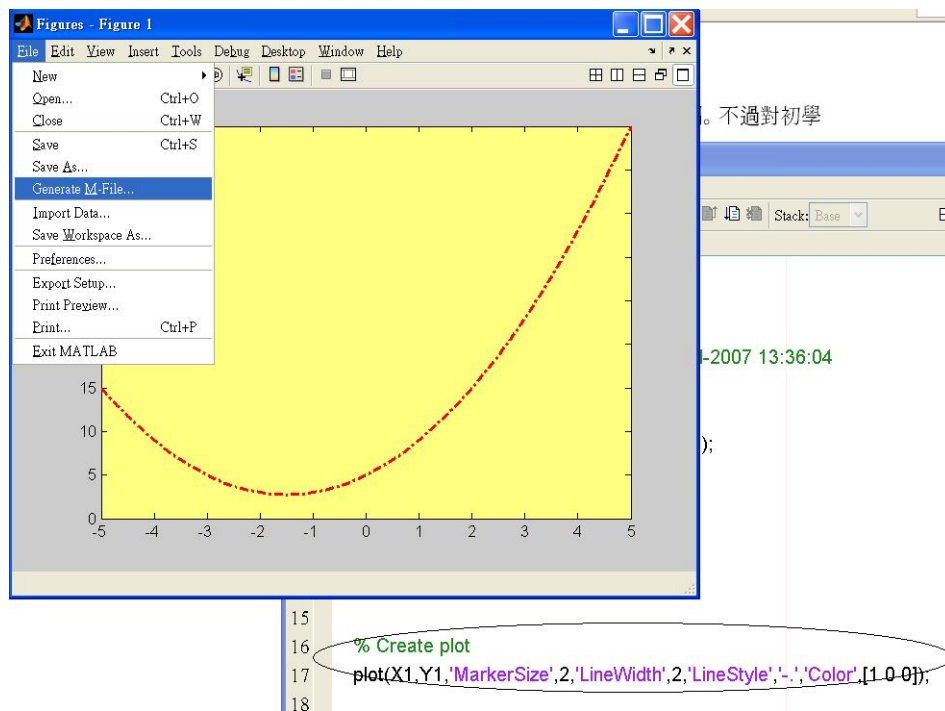 Figures - Figure 1
File Edit View Insert Tools Debug Desktop Window Help
New
Open... Ctrl+O
Close Ctrl+W
Save Ctrl+S
Save As...
Generate M-File...
Import Data...
Save Workspace As...
Preferences...
Export Setup...
Print Preview...
Print... Ctrl+P
Exit MATLAB
15
10
5
0
-5 -4 -3 -2 -1 0 1 2 3 4 5
。不過對初學
Stack: Base
-2007 13:36:04
);
15
16 % Create plot
17 plot(X1,Y1,'MarkerSize',2,'LineWidth',2,'LineStyle','-.','Color',[1 0 0]);
18